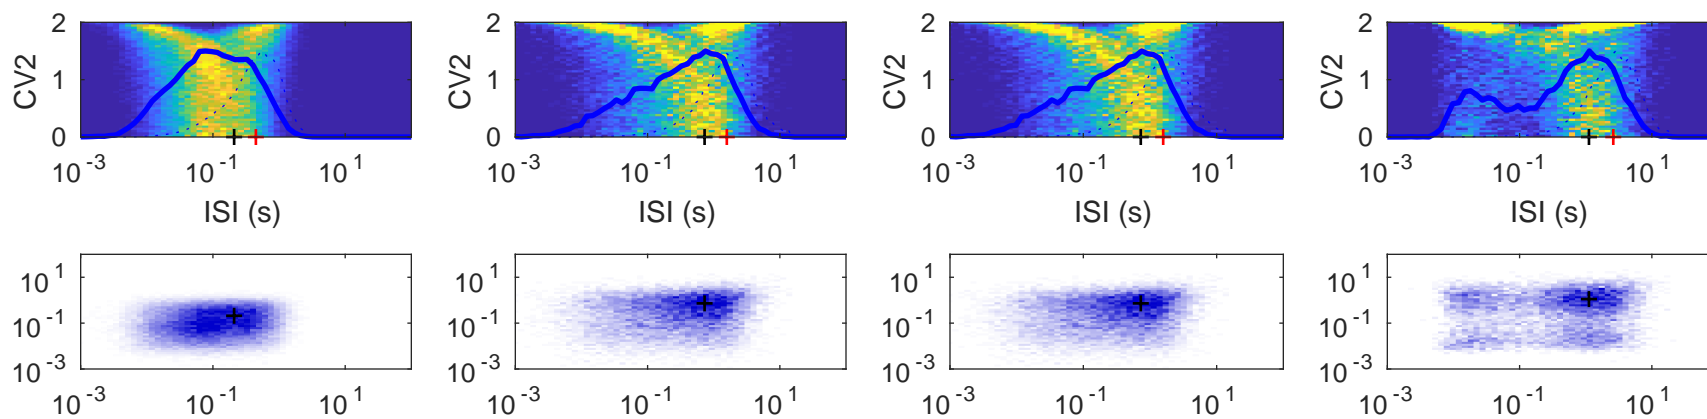 2 2 2 2
CV2 CV2 CV2 CV2
1 1 1 1
0 0 0 0
10^-3 10^-1 10^1 10^-3 10^-1 10^1 10^-3 10^-1 10^1 10^-3 10^-1 10^1
ISI (s) ISI (s) ISI (s) ISI (s)
10^1 10^1 10^1 10^1
10^-1 10^-1 10^-1 10^-1
10^-3 10^-3 10^-3 10^-3
10^-3 10^-1 10^1 10^-3 10^-1 10^1 10^-3 10^-1 10^1 10^-3 10^-1 10^1